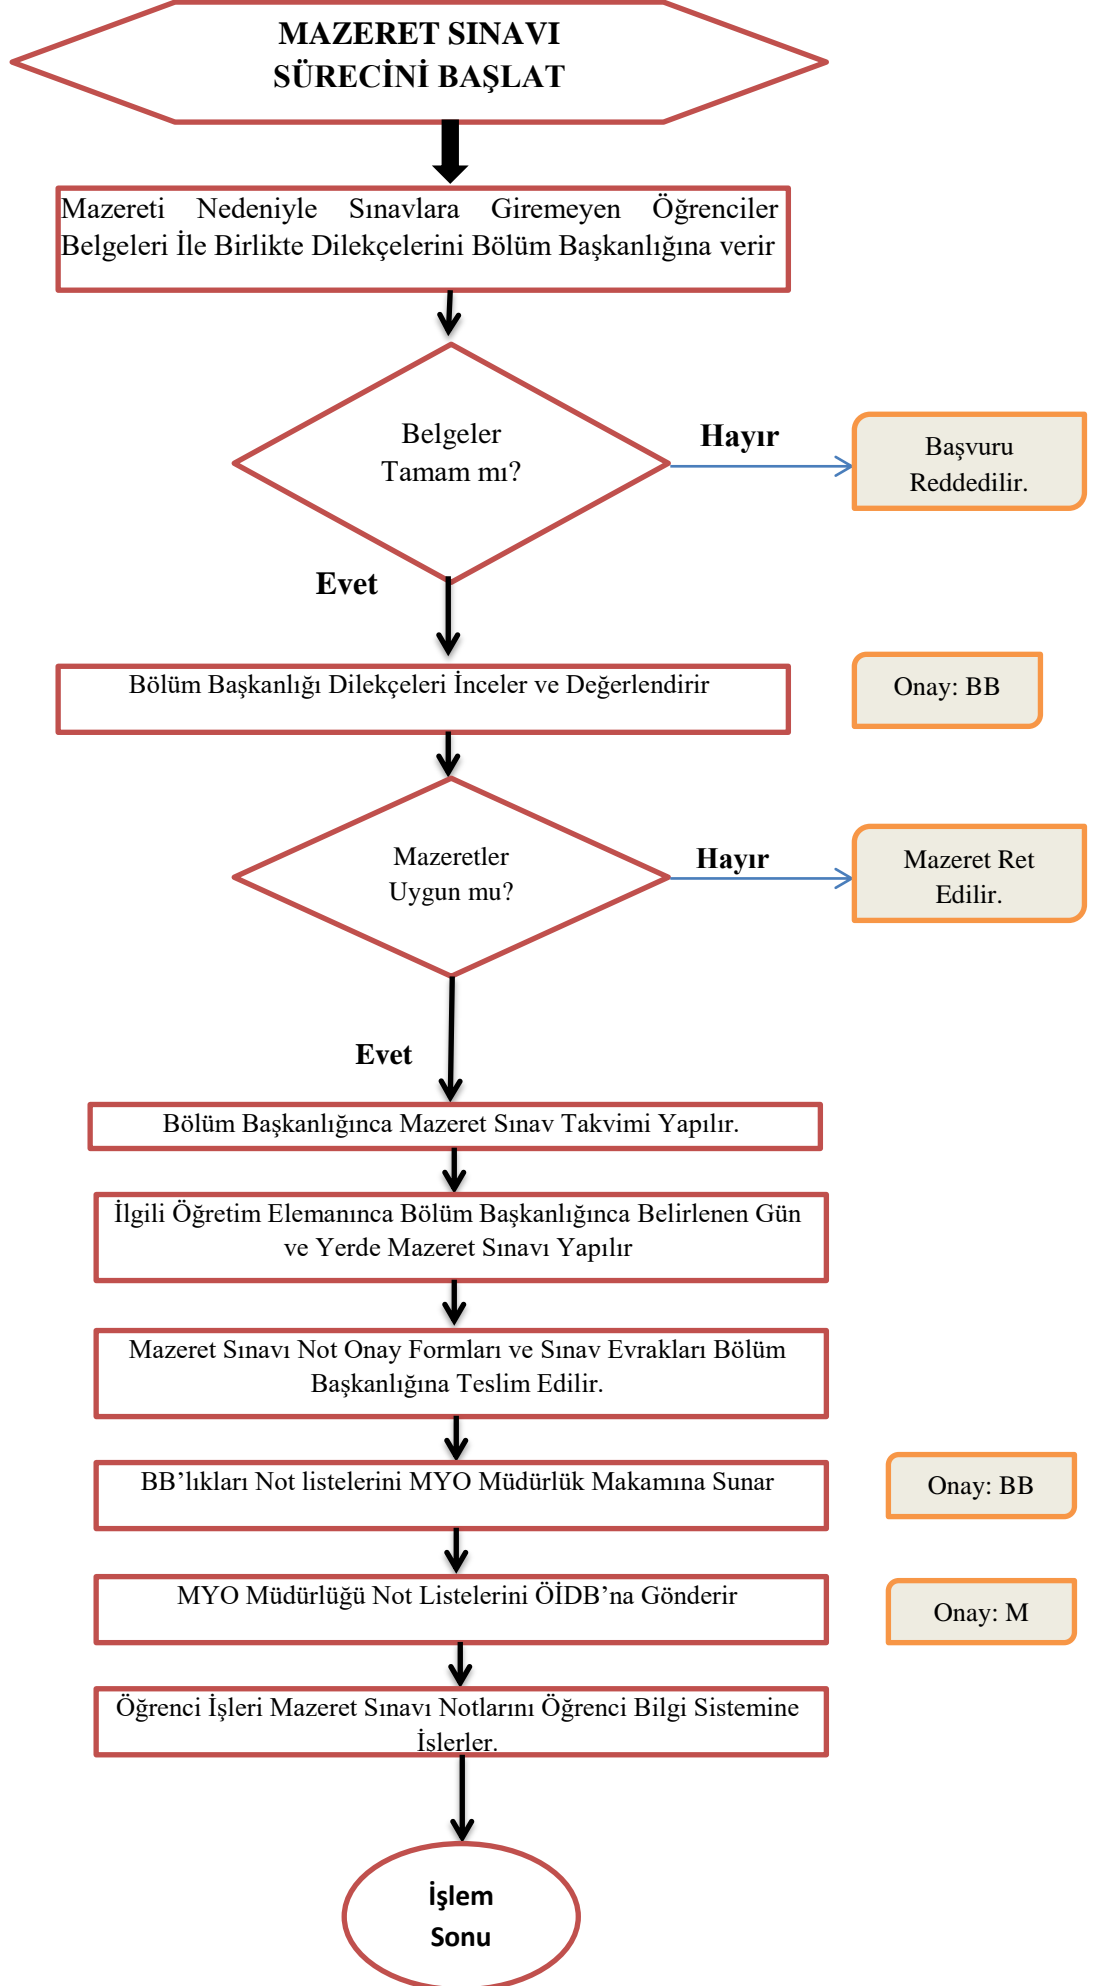 MAZERET SINAVI
SÜRECİNİ BAŞLAT
Mazereti Nedeniyle Sınavlara Giremeyen Öğrenciler
Belgeleri İle Birlikte Dilekçelerini Bölüm Başkanlığına verir
Belgeler
Tamam mı?
Hayır
Başvuru
Reddedilir.
Evet
Bölüm Başkanlığı Dilekçeleri İnceler ve Değerlendirir
Onay: BB
Mazeretler
Uygun mu?
Hayır
Mazeret Ret
Edilir.
Evet
Bölüm Başkanlığınca Mazeret Sınav Takvimi Yapılır.
İlgili Öğretim Elemanınca Bölüm Başkanlığınca Belirlenen Gün
ve Yerde Mazeret Sınavı Yapılır
Mazeret Sınavı Not Onay Formları ve Sınav Evrakları Bölüm
Başkanlığına Teslim Edilir.
BB’lıkları Not listelerini MYO Müdürlük Makamına Sunar
Onay: BB
MYO Müdürlüğü Not Listelerini ÖİDB’na Gönderir
Onay: M
Öğrenci İşleri Mazeret Sınavı Notlarını Öğrenci Bilgi Sistemine
İşlerler.
İşlem
Sonu